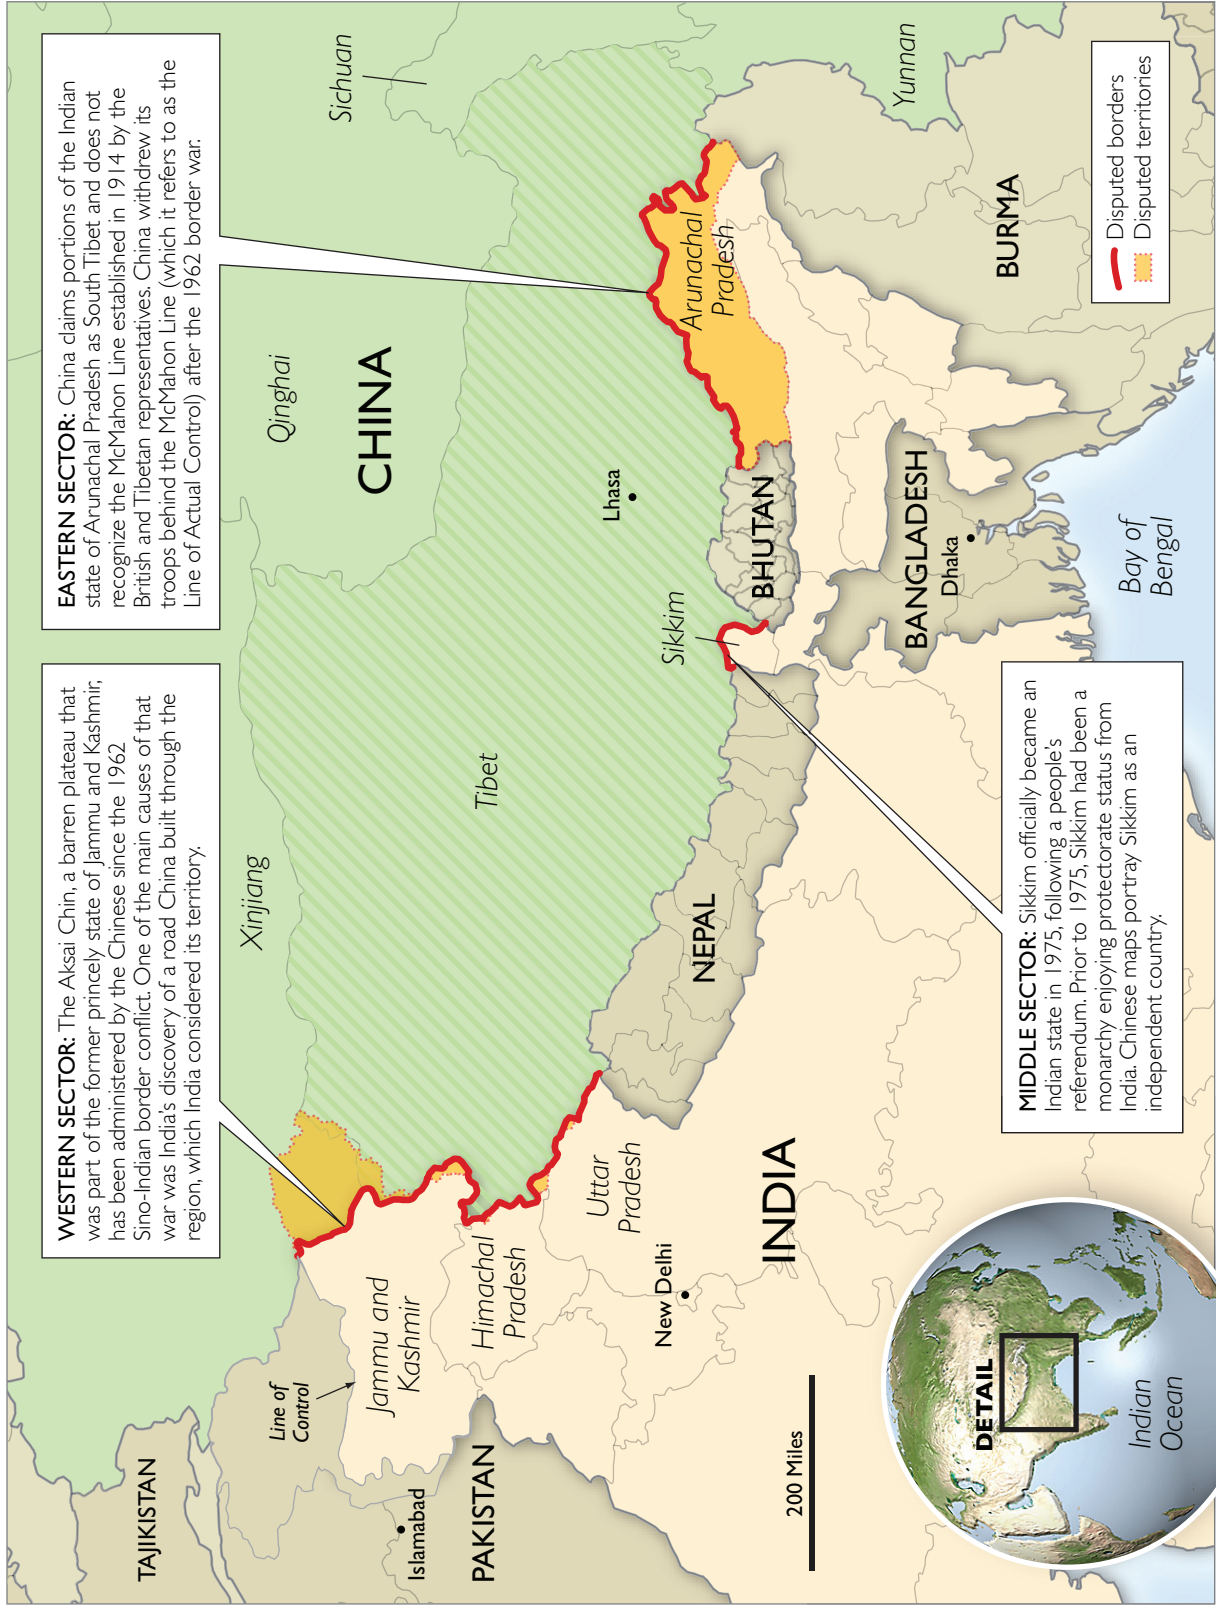 WESTERN SECTOR: The Aksai Chin, a barren plateau that
was part of the former princely state of Jammu and Kashmir,
has been administered by the Chinese since the 1962
Sino-Indian border conflict. One of the main causes of that
war was India's discovery of a road China built through the
region, which India considered its territory.
EASTERN SECTOR: China claims portions of the Indian
state of Arunachal Pradesh as South Tibet and does not
recognize the McMahon Line established in 1914 by the
British and Tibetan representatives. China withdrew its
troops behind the McMahon Line (which it refers to as the
Line of Actual Control) after the 1962 border war.
TAJIKISTAN
Xinjiang
Qinghai
Sichuan
CHINA
Line of
Control
Jammu and
Kashmir
Islamabad
PAKISTAN
Himachal
Pradesh
Tibet
Lhasa
Uttar
Pradesh
New Delhi
Sikkim
NEPAL
BHUTAN
Arunachal
Pradesh
INDIA
200 Miles
BANGLADESH
Dhaka
Yunnan
BURMA
DETAIL
Indian
Ocean
MIDDLE SECTOR: Sikkim officially became an
Indian state in 1975, following a people's
referendum. Prior to 1975, Sikkim had been a
monarchy enjoying protectorate status from
India. Chinese maps portray Sikkim as an
independent country.
Bay of
Bengal
Disputed borders
Disputed territories